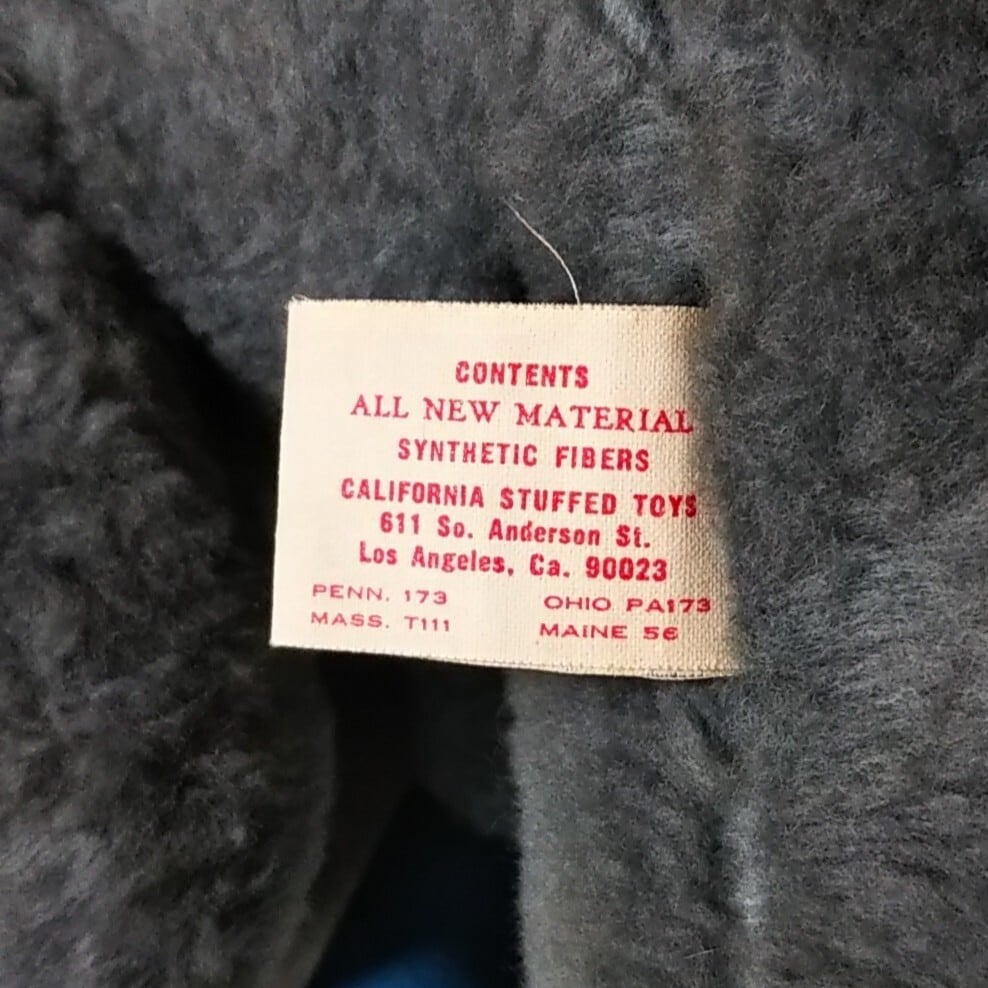 CONTENTS
ALL NEW MATERIAL
SYNTHETIC FIBERS
CALIFORNIA STUFFED TOYS
611 So. Anderson St.
Los Angeles, Ca. 90023
PENN. 173 OHIO PA173
MASS. T111 MAINE 56